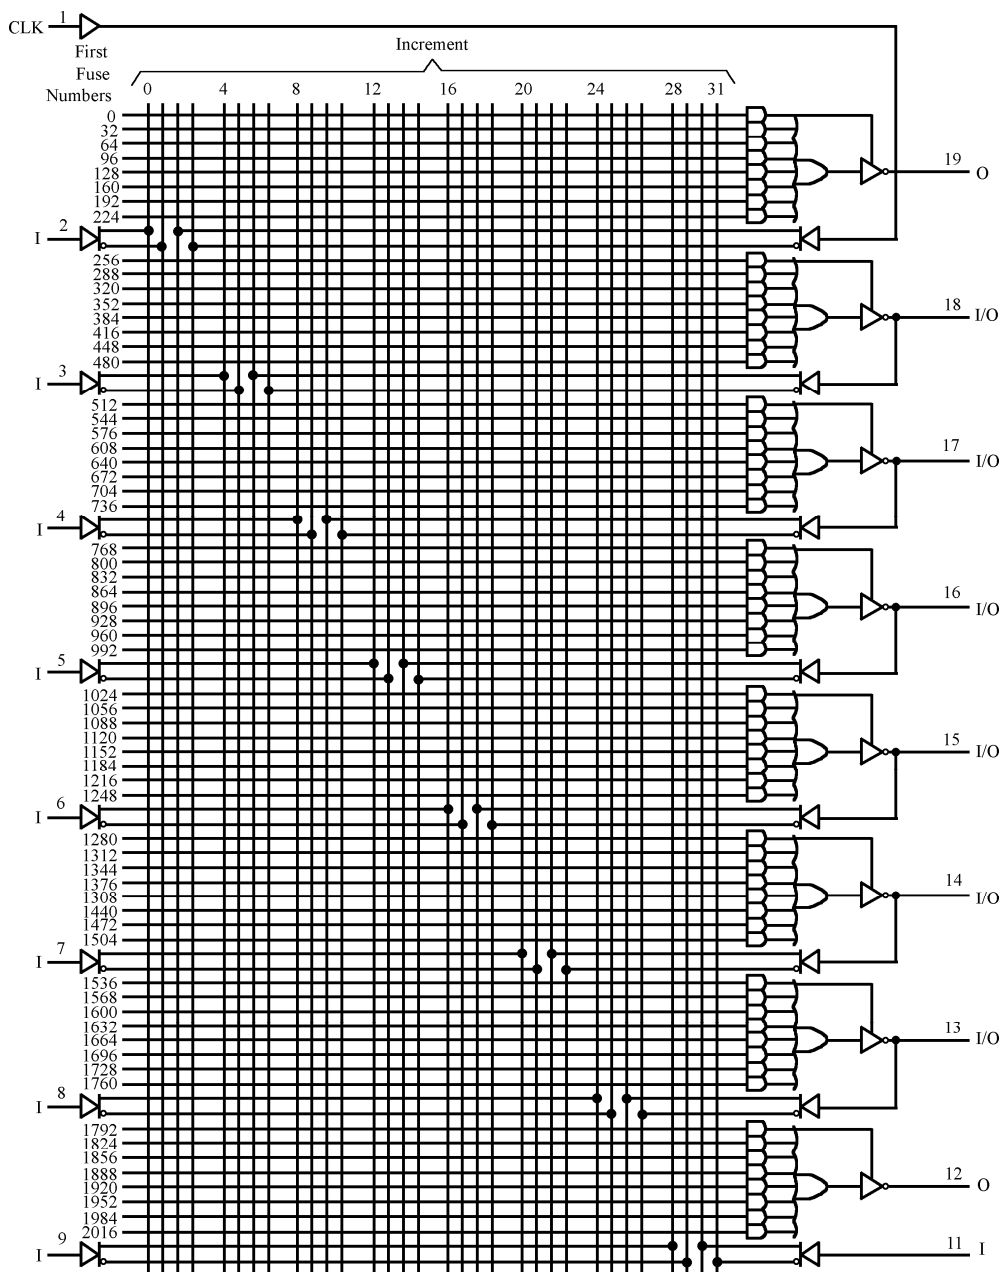 CLK 1
Increment
First
Fuse
Numbers
0 4 8 12 16 20 24 28 31
0
32
64
96
128
160
192
224
19 O
I 2
256
288
320
352
384
416
448
480
18 I/O
I 3
512
544
576
608
640
672
704
736
17 I/O
I 4
768
800
832
864
896
928
960
992
16 I/O
I 5
1024
1056
1088
1120
1152
1184
1216
1248
15 I/O
I 6
1280
1312
1344
1376
1308
1440
1472
1504
14 I/O
I 7
1536
1568
1600
1632
1664
1696
1728
1760
13 I/O
I 8
1792
1824
1856
1888
1920
1952
1984
2016
12 O
I 9
11 I